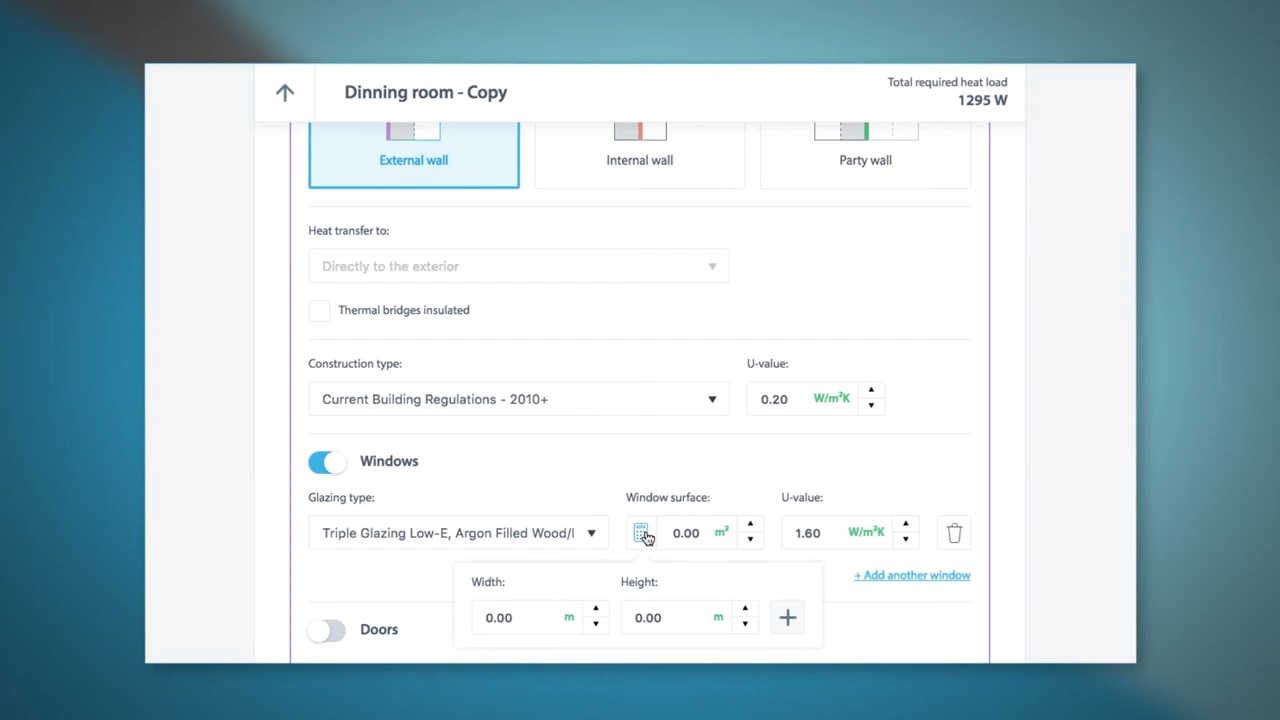 Dinning room - Copy
Total required heat load
1295 W
External wall
Internal wall
Party wall
Heat transfer to:
Directly to the exterior
Thermal bridges insulated
Construction type:
U-value:
Current Building Regulations - 2010+
0.20 W/m²K
Windows
Glazing type:
Window surface:
U-value:
Triple Glazing Low-E, Argon Filled Wood/
0.00 m²
1.60 W/m²K
+ Add another window
Width:
Height:
0.00 m
0.00 m
Doors